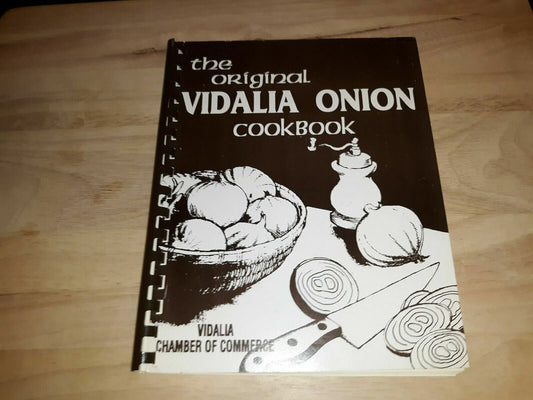 the
original
VIDALIA ONION
cookbook
VIDALIA
CHAMBER OF COMMERCE